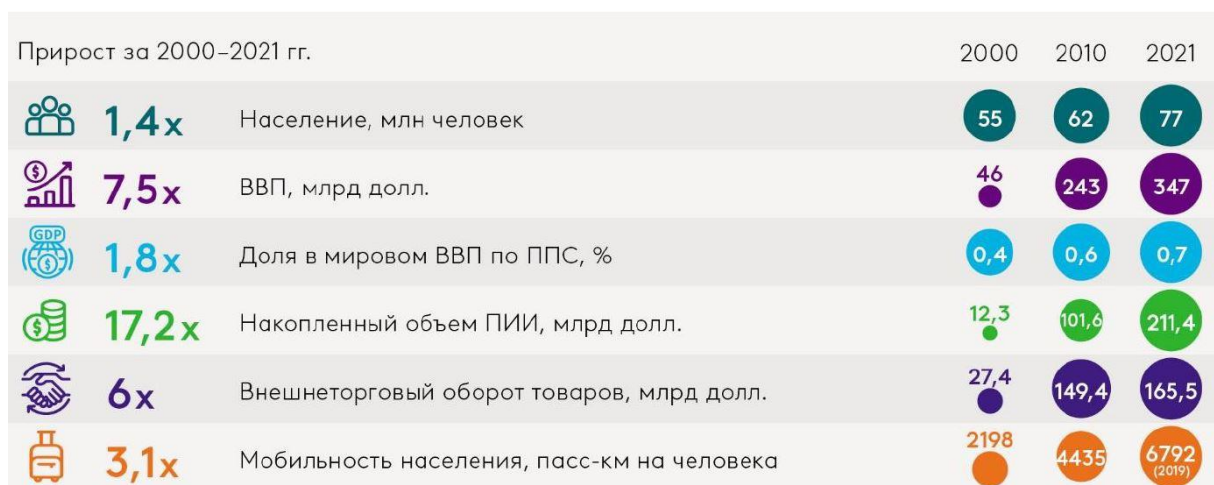 Прирост за 2000–2021 гг. 2000 2010 2021
1,4x Население, млн человек 55 62 77
7,5x ВВП, млрд долл. 46 243 347
GDP 1,8x Доля в мировом ВВП по ППС, % 0,4 0,6 0,7
17,2x Накопленный объем ПИИ, млрд долл. 12,3 101,6 211,4
6x Внешнеторговый оборот товаров, млрд долл. 27,4 149,4 165,5
3,1x Мобильность населения, пасс-км на человека 2198 4435 6792
(2019)